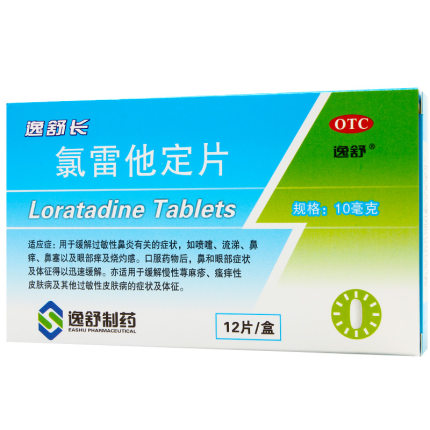 逸舒长
OTC
逸舒®
氯雷他定片
Loratadine Tablets
规格：10毫克
适应症：用于缓解过敏性鼻炎有关的症状，如喷嚏、流涕、鼻
痒、鼻塞以及眼部痒及烧灼感。口服药物后，鼻和眼部症状
及体征得以迅速缓解。亦适用于缓解慢性荨麻疹、瘙痒性
皮肤病及其他过敏性皮肤病的症状及体征。
逸舒制药
EASHU PHARMACEUTICAL
12片/盒